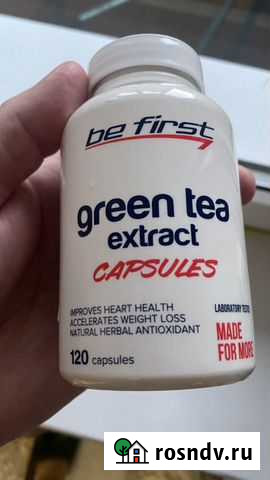 be first
green tea
extract
CAPSULES
IMPROVES HEART HEALTH
ACCELERATES WEIGHT LOSS
NATURAL HERBAL ANTIOXIDANT
120 capsules
LABORATORY
MADE
FOR MORE
rosndv.ru